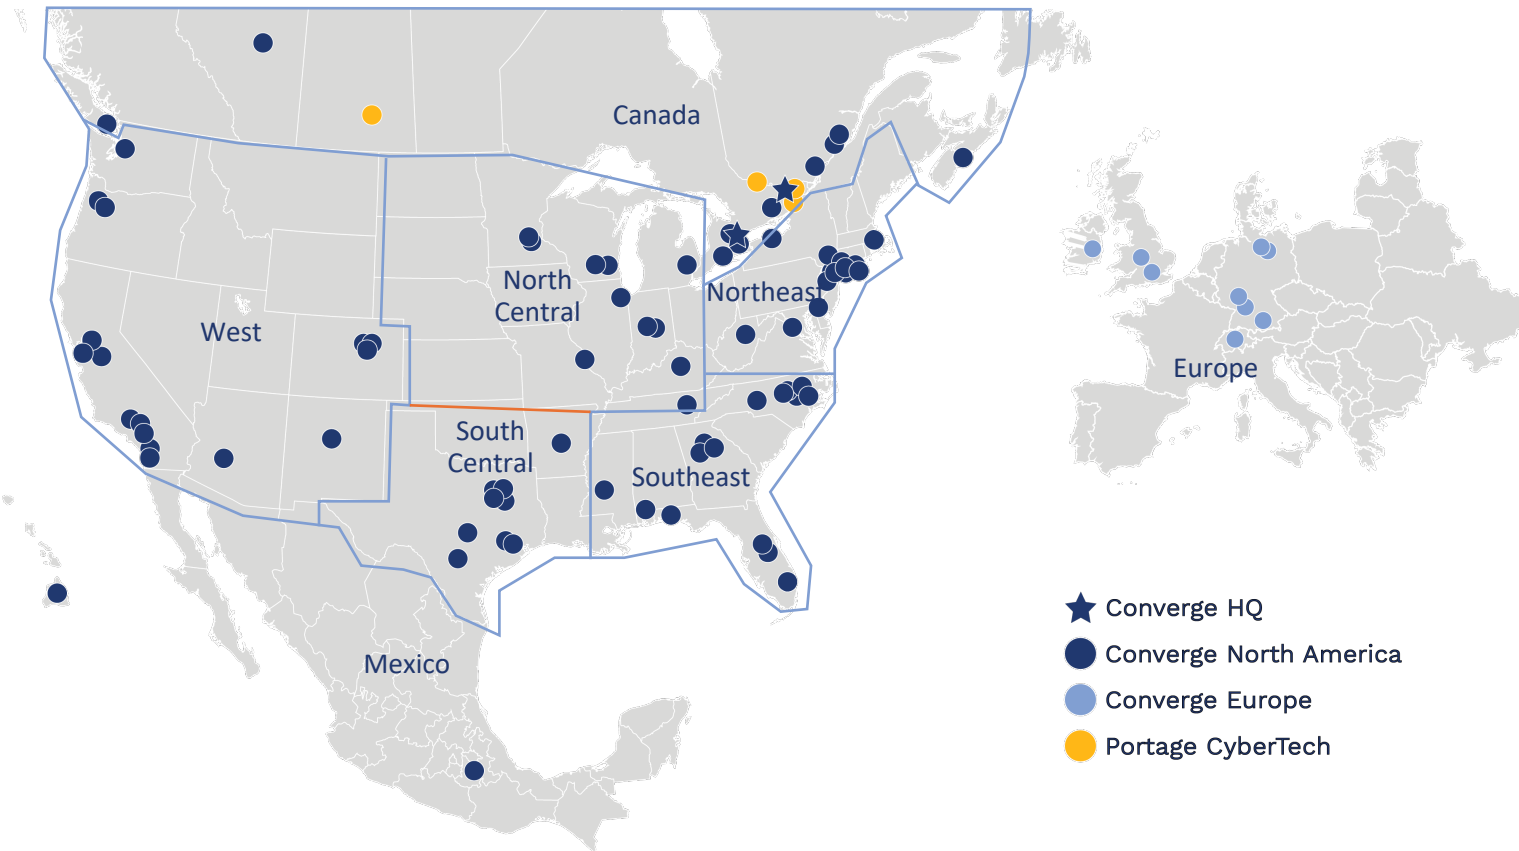 Canada
North
Central
Northeast
West
Europe
South
Central
Southeast
Mexico
Converge HQ
Converge North America
Converge Europe
Portage CyberTech